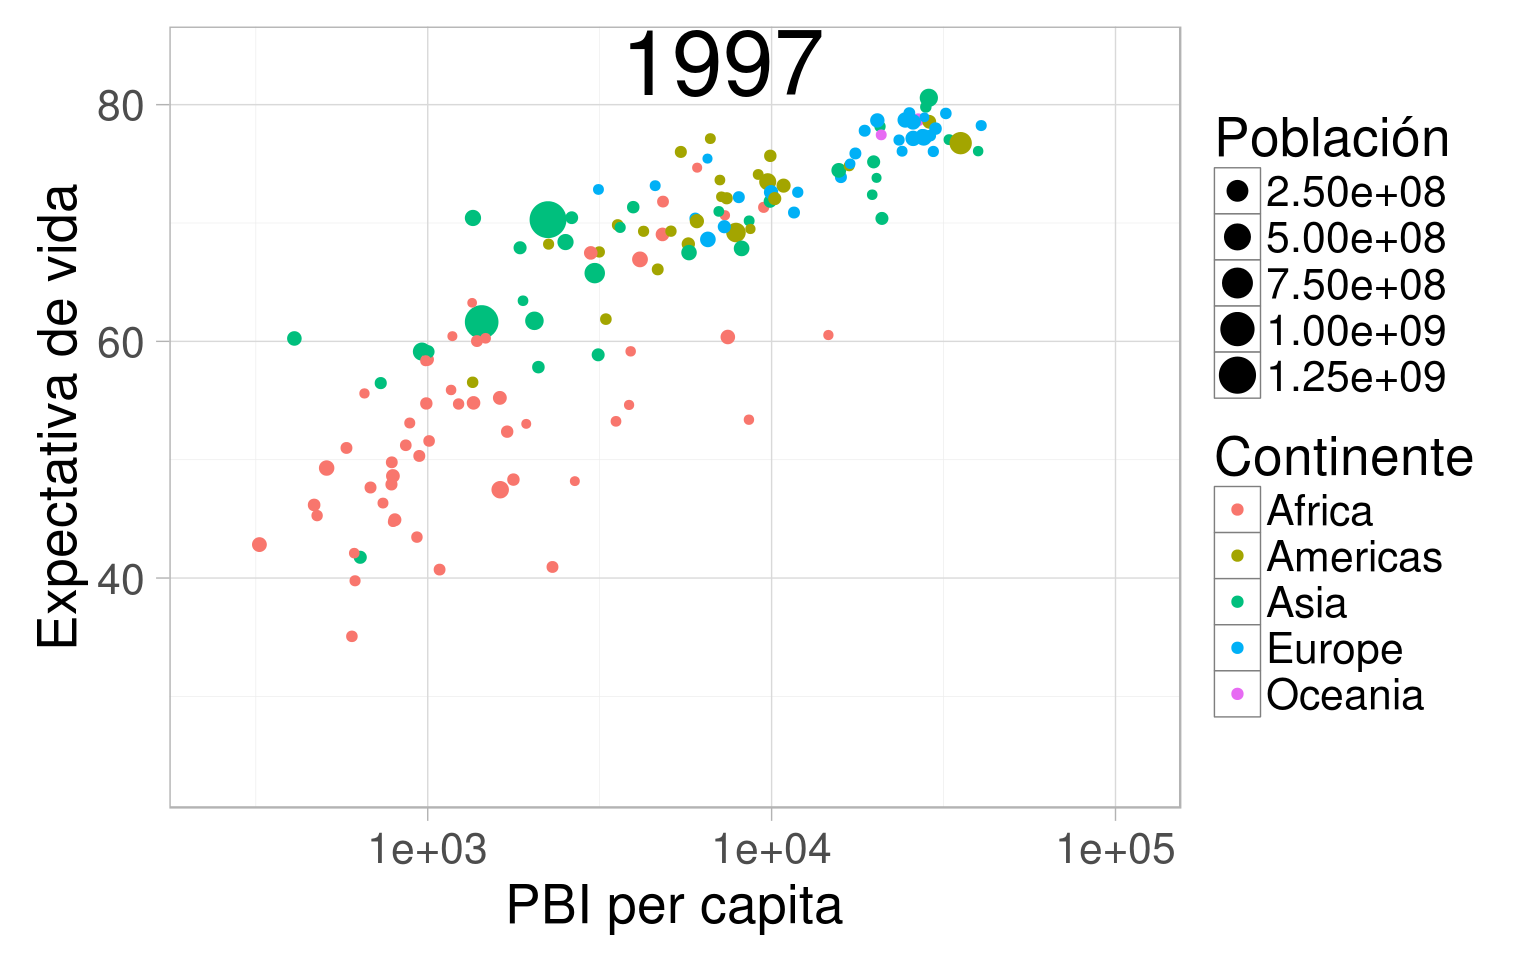 1997
80
60
40
Expectativa de vida
1e+03
1e+04
1e+05
PBI per capita
Población
2.50e+08
5.00e+08
7.50e+08
1.00e+09
1.25e+09
Continente
Africa
Americas
Asia
Europe
Oceania